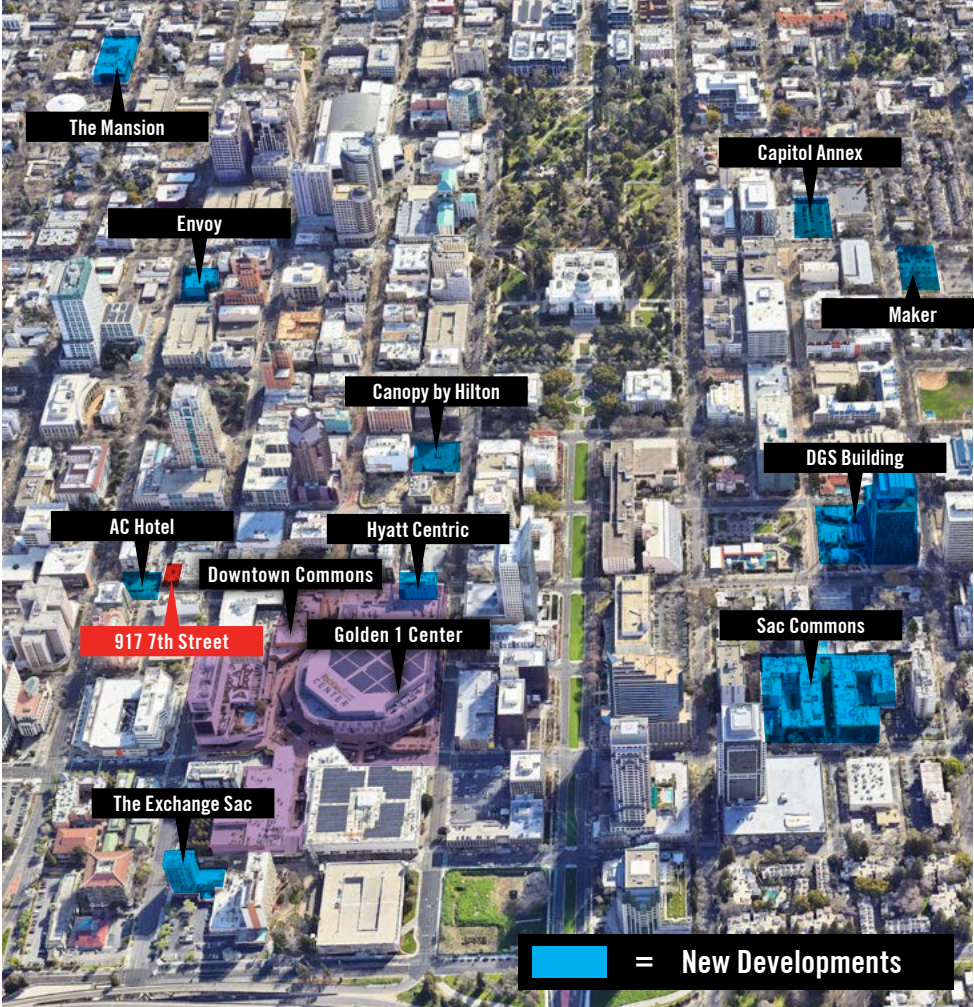 The Mansion
Capitol Annex
Envoy
Maker
Canopy by Hilton
DGS Building
AC Hotel
Hyatt Centric
Downtown Commons
917 7th Street
Golden 1 Center
Sac Commons
CENTER
The Exchange Sac
= New Developments